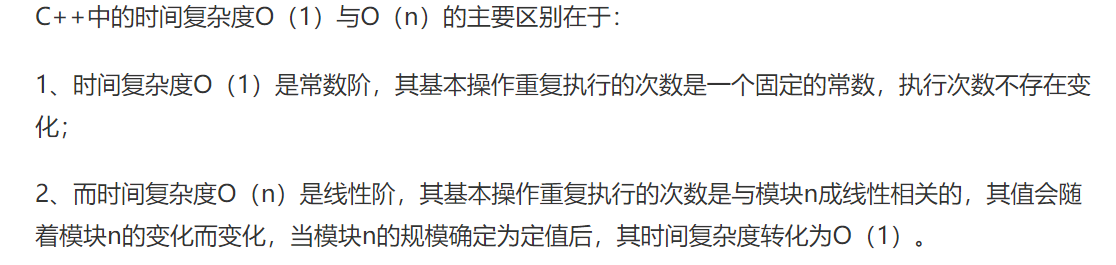 C++中的时间复杂度O（1）与O（n）的主要区别在于：
1、时间复杂度O（1）是常数阶，其基本操作重复执行的次数是一个固定的常数，执行次数不存在变
化；
2、而时间复杂度O（n）是线性阶，其基本操作重复执行的次数是与模块n成线性相关的，其值会随
着模块n的变化而变化，当模块n的规模确定为定值后，其时间复杂度转化为O（1）。